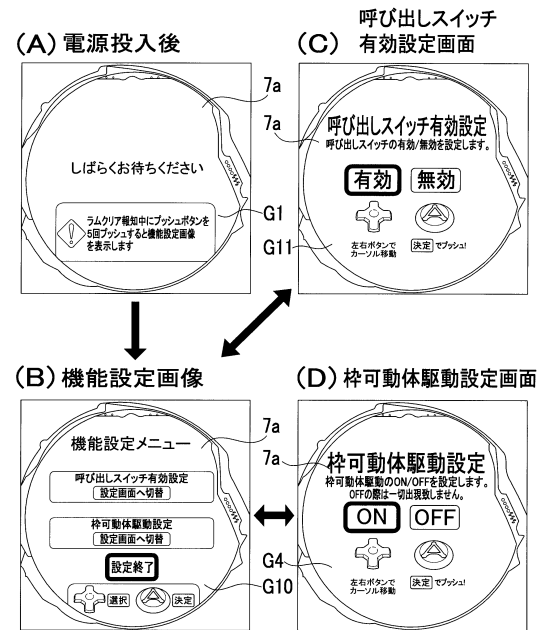 (A) 電源投入後
7a
しばらくお待ちください
ラムクリア報知中にプッシュボタンを
5回プッシュすると機能設定画像
を表示します
G1
呼び出しスイッチ
(C) 有効設定画面
7a
呼び出しスイッチ有効設定
呼び出しスイッチの有効/無効を設定します。
有効 無効
G11
左右ボタンで
カーソル移動
決定 でプッシュ!
(B) 機能設定画像
7a
機能設定メニュー
呼び出しスイッチ有効設定
設定画面へ切替
枠可動体駆動設定
設定画面へ切替
設定終了
選択 決定
G10
(D) 枠可動体駆動設定画面
7a
枠可動体駆動設定
枠可動体駆動のON/OFFを設定します。
OFFの際は一切出現致しません。
ON OFF
G4
左右ボタンで
カーソル移動
決定 でプッシュ!